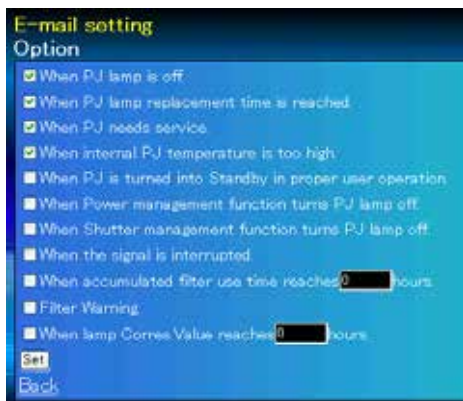 E-mail setting
Option
When PJ lamp is off.
When PJ lamp replacement time is reached.
When PJ needs service.
When internal PJ temperature is too high.
When PJ is turned into Standby in proper user operation.
When Power management function turns PJ lamp off.
When Shutter management function turns PJ lamp off.
When the signal is interrupted.
When accumulated filter use time reaches 0 hours.
Filter Warning
When lamp Corres.Value reaches 0 hours.
Set
Back